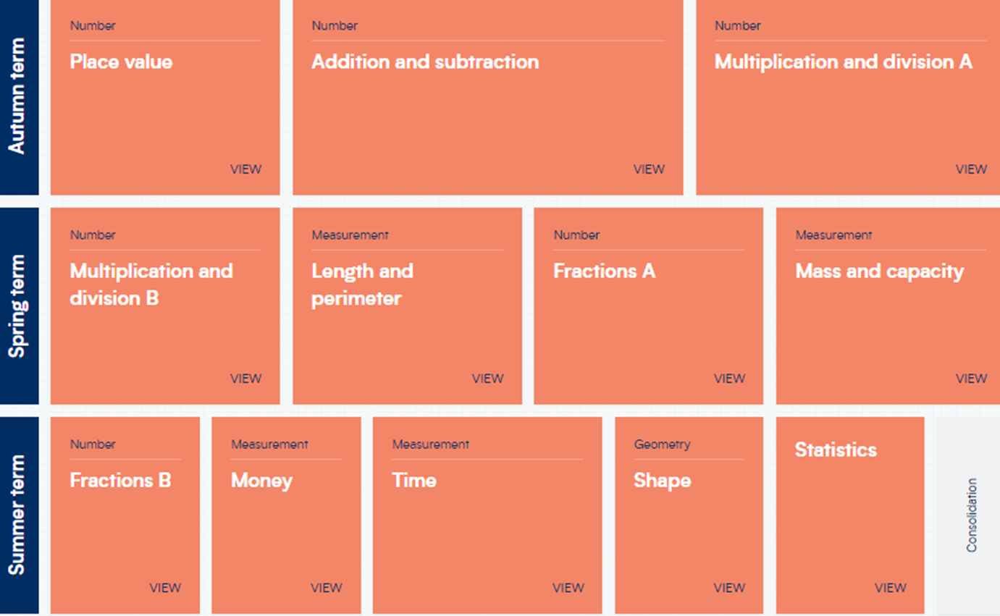 Autumn term
Number
Place value
VIEW
Number
Addition and subtraction
VIEW
Number
Multiplication and division A
VIEW
Spring term
Number
Multiplication and
division B
VIEW
Measurement
Length and
perimeter
VIEW
Number
Fractions A
VIEW
Measurement
Mass and capacity
VIEW
Summer term
Number
Fractions B
VIEW
Measurement
Money
VIEW
Measurement
Time
VIEW
Geometry
Shape
VIEW
Statistics
VIEW
Consolidation